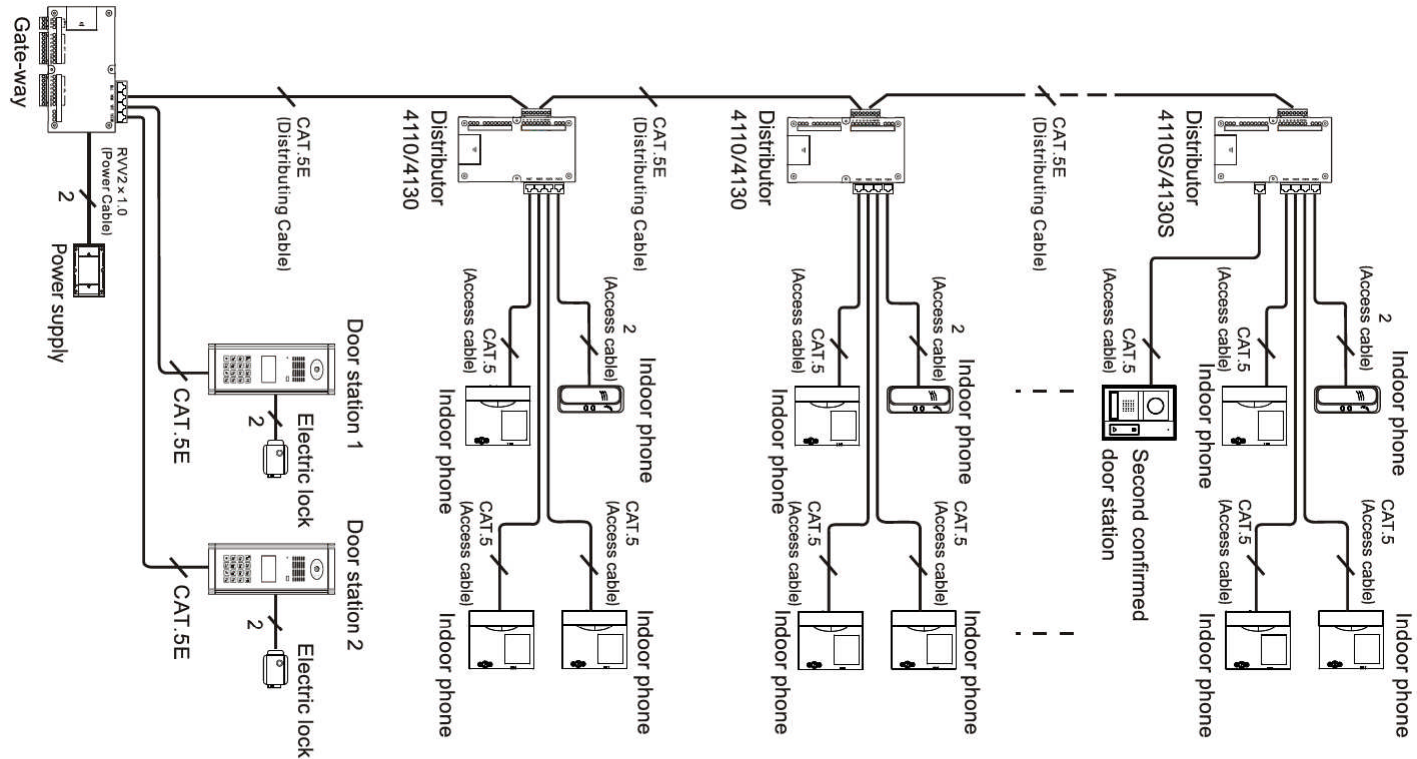 Indoor phone
2
(Access cable)
Indoor phone
CAT.5
(Access cable)
CAT.5
(Access cable)
Indoor phone
CAT.5
(Access cable)
Indoor phone
Distributor
4110S/4130S
CAT.5
(Access cable)
Second confirmed
door station
CAT.5E
(Distributing Cable)
Indoor phone
2
(Access cable)
Indoor phone
CAT.5
(Access cable)
CAT.5
(Access cable)
Indoor phone
CAT.5
(Access cable)
Indoor phone
Distributor
4110/4130
CAT.5E
(Distributing Cable)
Indoor phone
2
(Access cable)
Indoor phone
CAT.5
(Access cable)
CAT.5
(Access cable)
Indoor phone
CAT.5
(Access cable)
Indoor phone
Distributor
4110/4130
CAT.5E
(Distributing Cable)
Door station 1
Electric lock
2
CAT.5E
Door station 2
Electric lock
2
CAT.5E
RVV2×1.0
(Power Cable)
2
Power supply
Gate-way